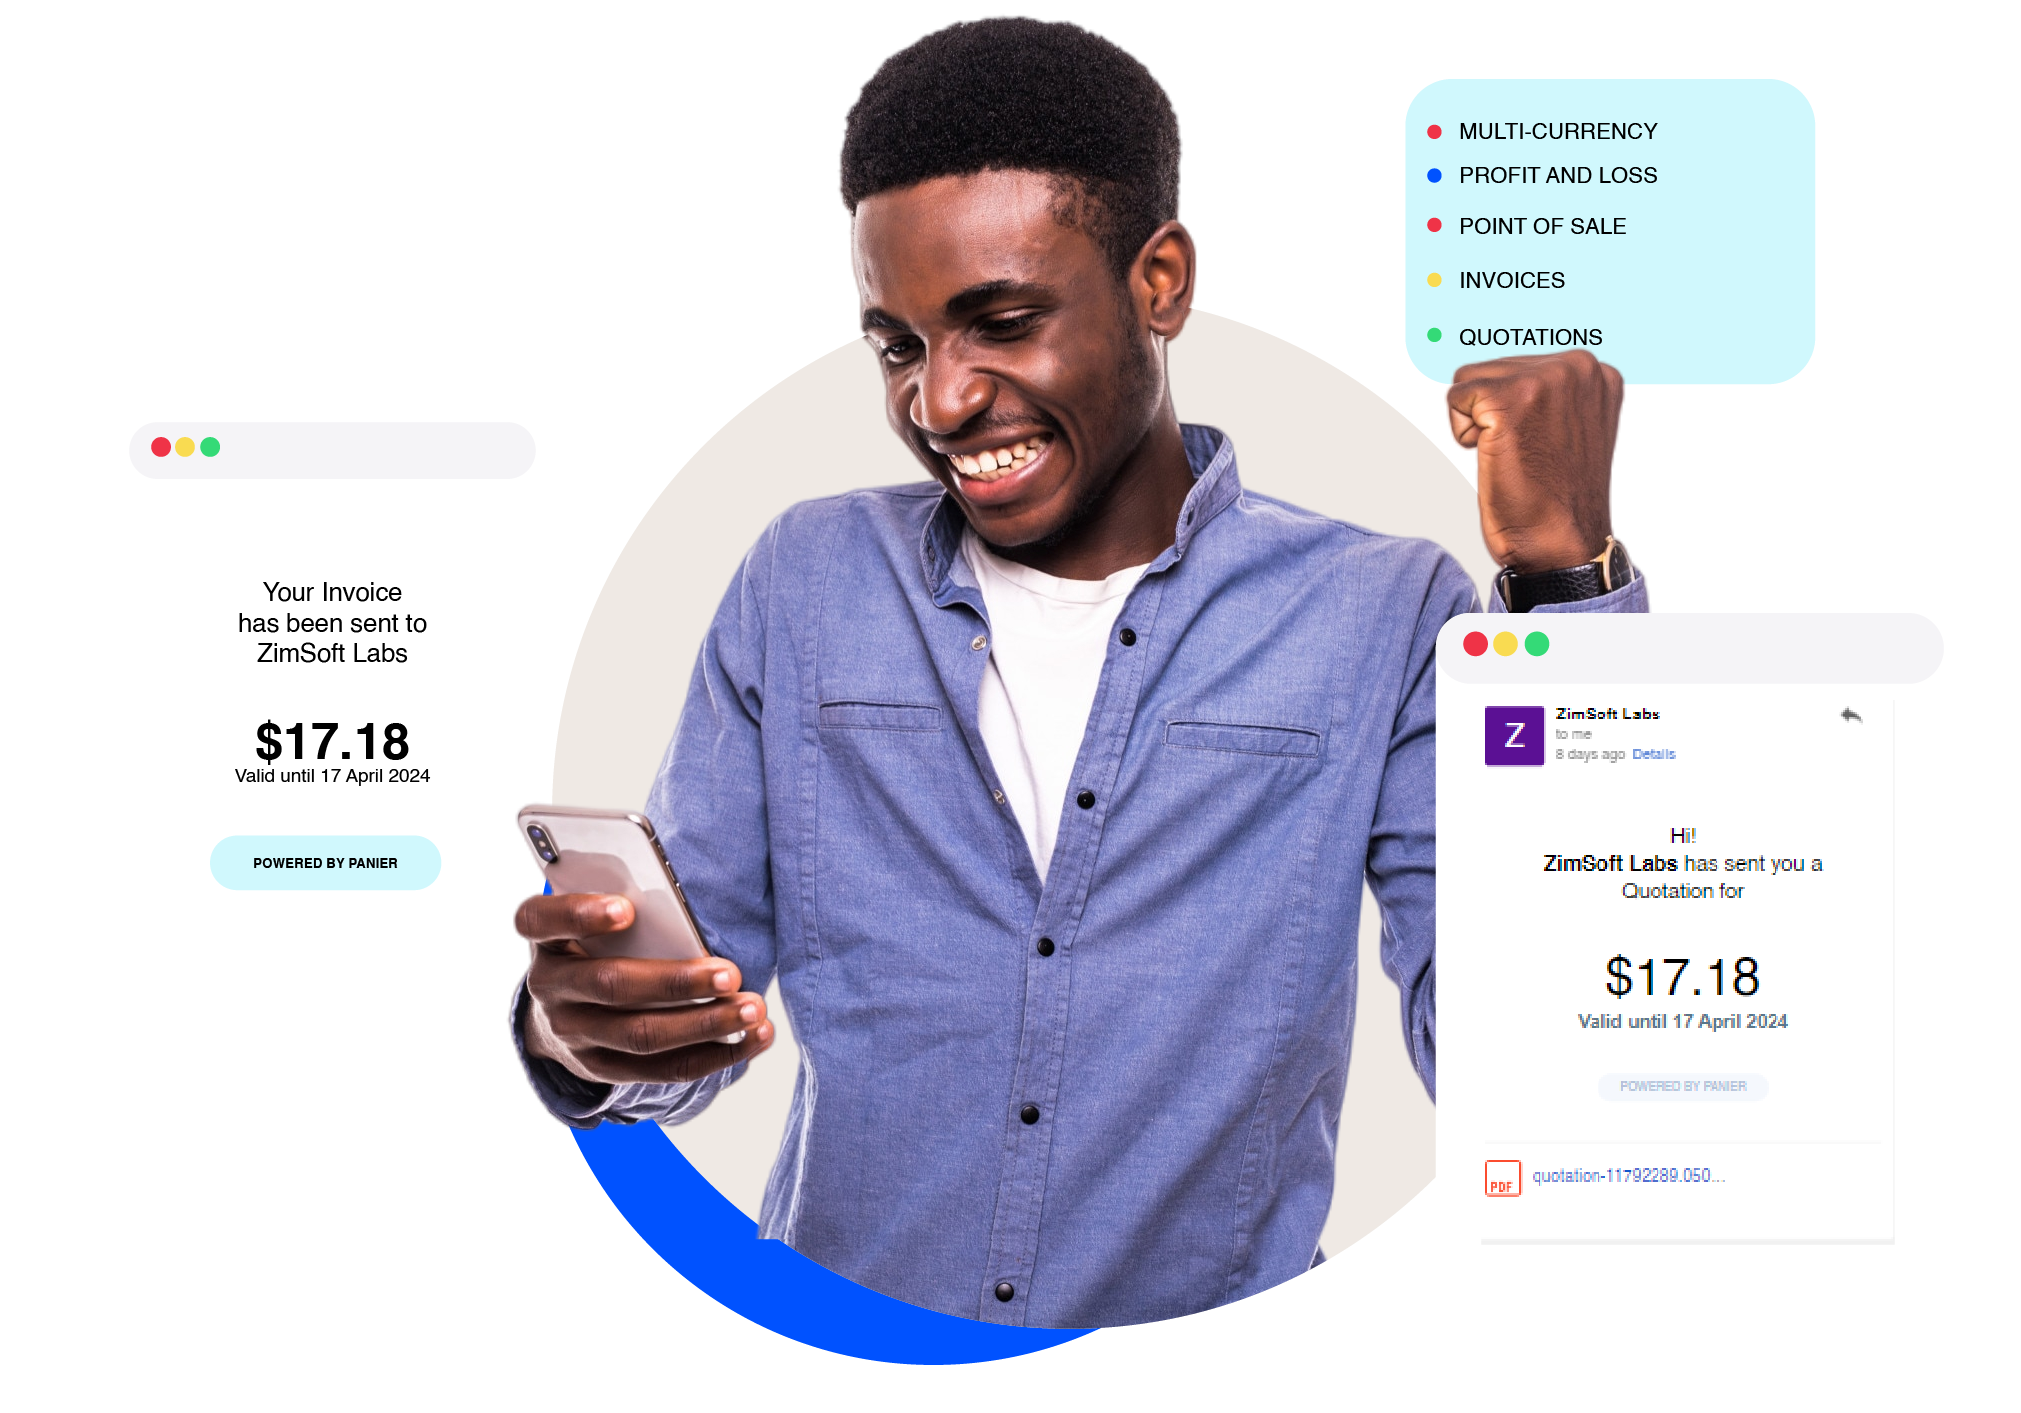 MULTI-CURRENCY
PROFIT AND LOSS
POINT OF SALE
INVOICES
QUOTATIONS
Your Invoice
has been sent to
ZimSoft Labs
$17.18
Valid until 17 April 2024
POWERED BY PANIER
Z
ZimSoft Labs
to me
8 days ago Details
Hi!
ZimSoft Labs has sent you a
Quotation for
$17.18
Valid until 17 April 2024
POWERED BY PANIER
PDF
quotation-11792289.050...